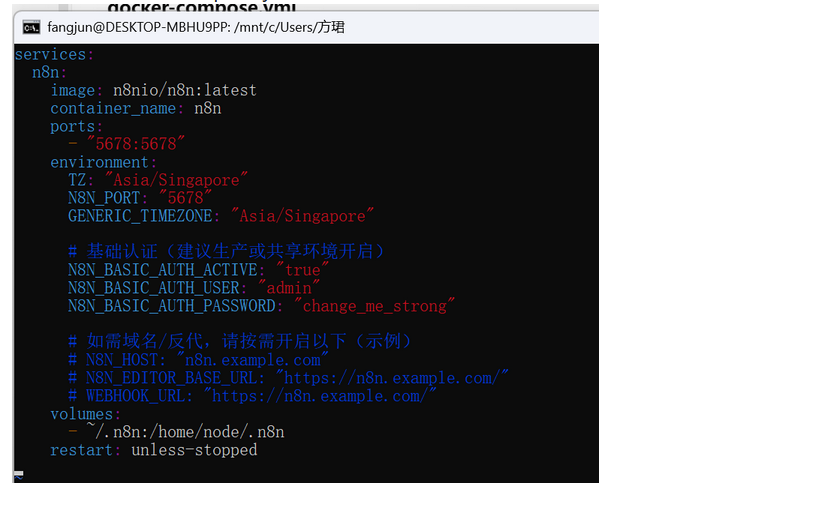 docker-compose.yml
fangjun@DESKTOP-MBHU9PP: /mnt/c/Users/方珺
services:
  n8n:
    image: n8nio/n8n:latest
    container_name: n8n
    ports:
      - "5678:5678"
    environment:
      TZ: "Asia/Singapore"
      N8N_PORT: "5678"
      GENERIC_TIMEZONE: "Asia/Singapore"

      # 基础认证（建议生产或共享环境开启）
      N8N_BASIC_AUTH_ACTIVE: "true"
      N8N_BASIC_AUTH_USER: "admin"
      N8N_BASIC_AUTH_PASSWORD: "change_me_strong"

      # 如需域名/反代，请按需开启以下（示例）
      # N8N_HOST: "n8n.example.com"
      # N8N_EDITOR_BASE_URL: "https://n8n.example.com/"
      # WEBHOOK_URL: "https://n8n.example.com/"
    volumes:
      - ~/.n8n:/home/node/.n8n
    restart: unless-stopped
~